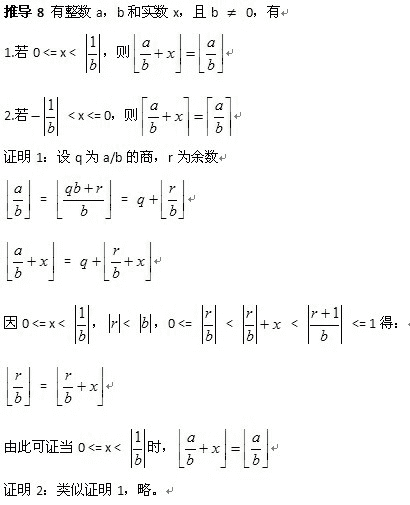 推导 8 有整数 a，b 和实数 x，且 b ≠ 0，有
1.若 0 <= x < |1/b|，则 ⌊a/b + x⌋ = ⌊a/b⌋
2.若 −|1/b| < x <= 0，则 ⌈a/b + x⌉ = ⌈a/b⌉
证明 1：设 q 为 a/b 的商，r 为余数
⌊a/b⌋ = ⌊(qb + r)/b⌋ = q + ⌊r/b⌋
⌊a/b + x⌋ = q + ⌊r/b + x⌋
因 0 <= x < |1/b|，|r| < |b|，0 <= |r/b| < |r/b| + x < |(r + 1)/b| <= 1 得：
⌊r/b⌋ = ⌊r/b + x⌋
由此可证当 0 <= x < |1/b| 时，⌊a/b + x⌋ = ⌊a/b⌋
证明 2：类似证明 1，略。